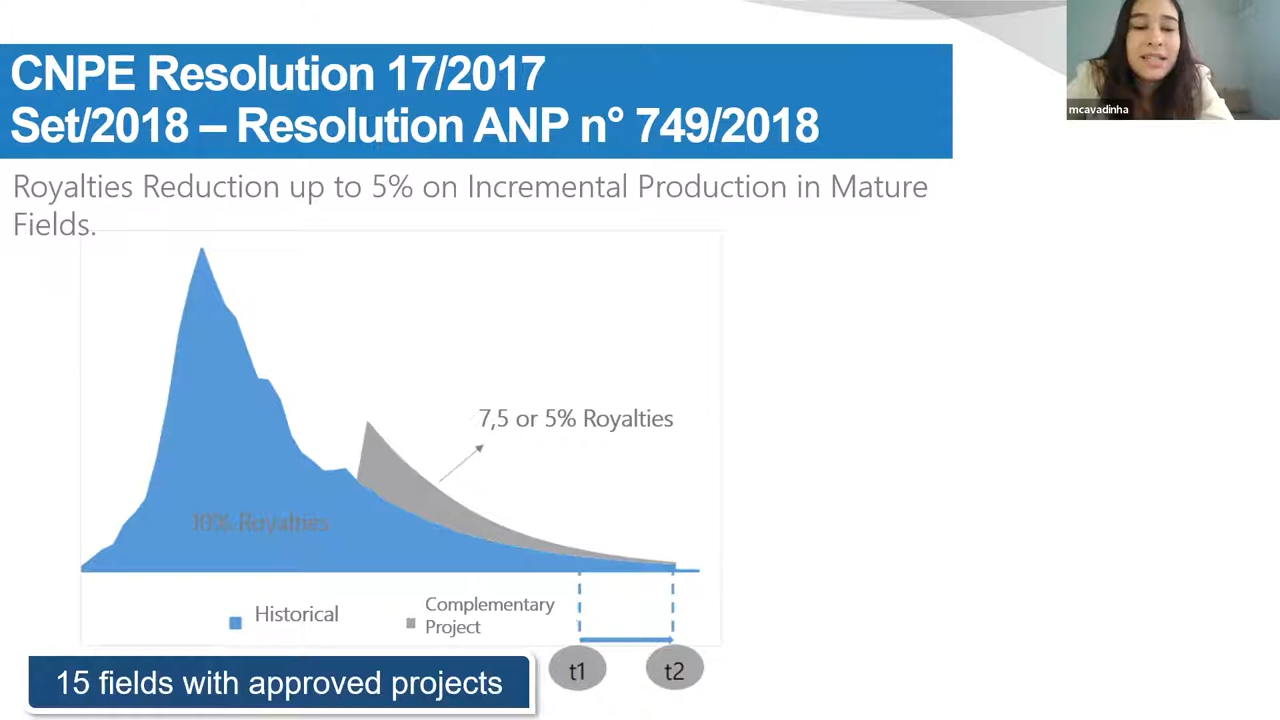 CNPE Resolution 17/2017
Set/2018 – Resolution ANP n° 749/2018
mcavadinha
Royalties Reduction up to 5% on Incremental Production in Mature
Fields.
7,5 or 5% Royalties
10% Royalties
Historical
Complementary
Project
t1
t2
15 fields with approved projects